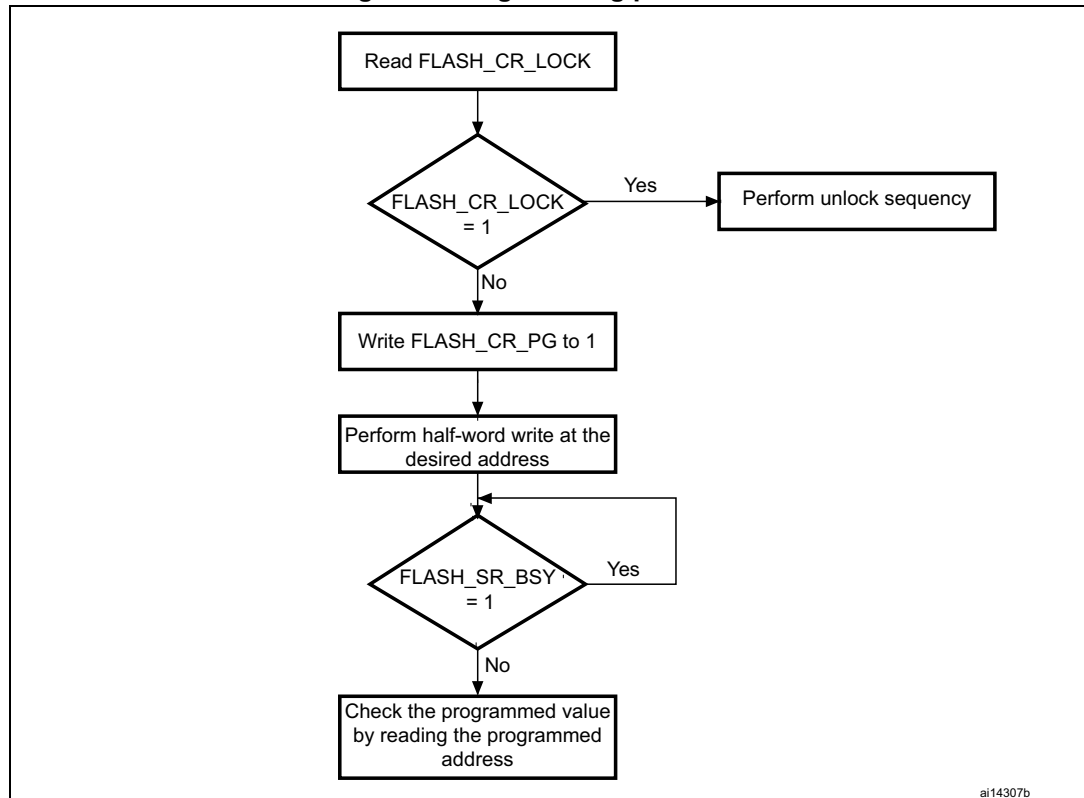 Read FLASH_CR_LOCK
FLASH_CR_LOCK
= 1
Yes
Perform unlock sequency
No
Write FLASH_CR_PG to 1
Perform half-word write at the
desired address
FLASH_SR_BSY
= 1
Yes
No
Check the programmed value
by reading the programmed
address
ai14307b